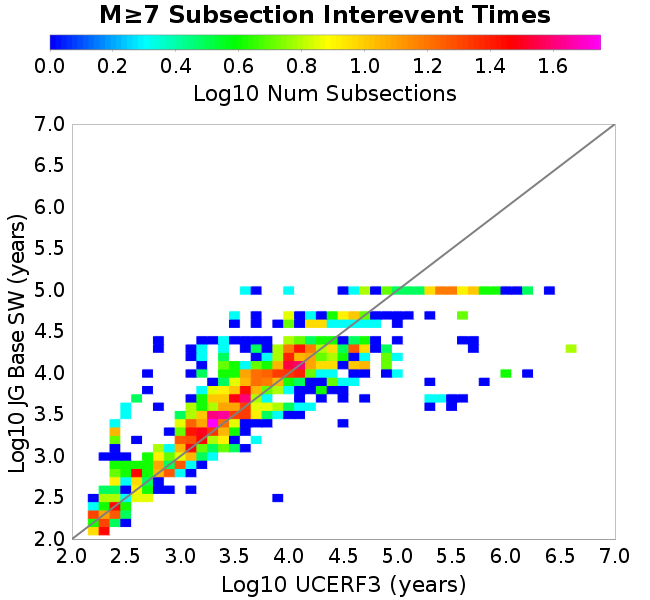 M≥7 Subsection Interevent Times
0.0 0.2 0.4 0.6 0.8 1.0 1.2 1.4 1.6
Log10 Num Subsections
7.0
6.5
6.0
5.5
5.0
4.5
4.0
3.5
3.0
2.5
2.0
Log10 JG Base SW (years)
2.0 2.5 3.0 3.5 4.0 4.5 5.0 5.5 6.0 6.5 7.0
Log10 UCERF3 (years)